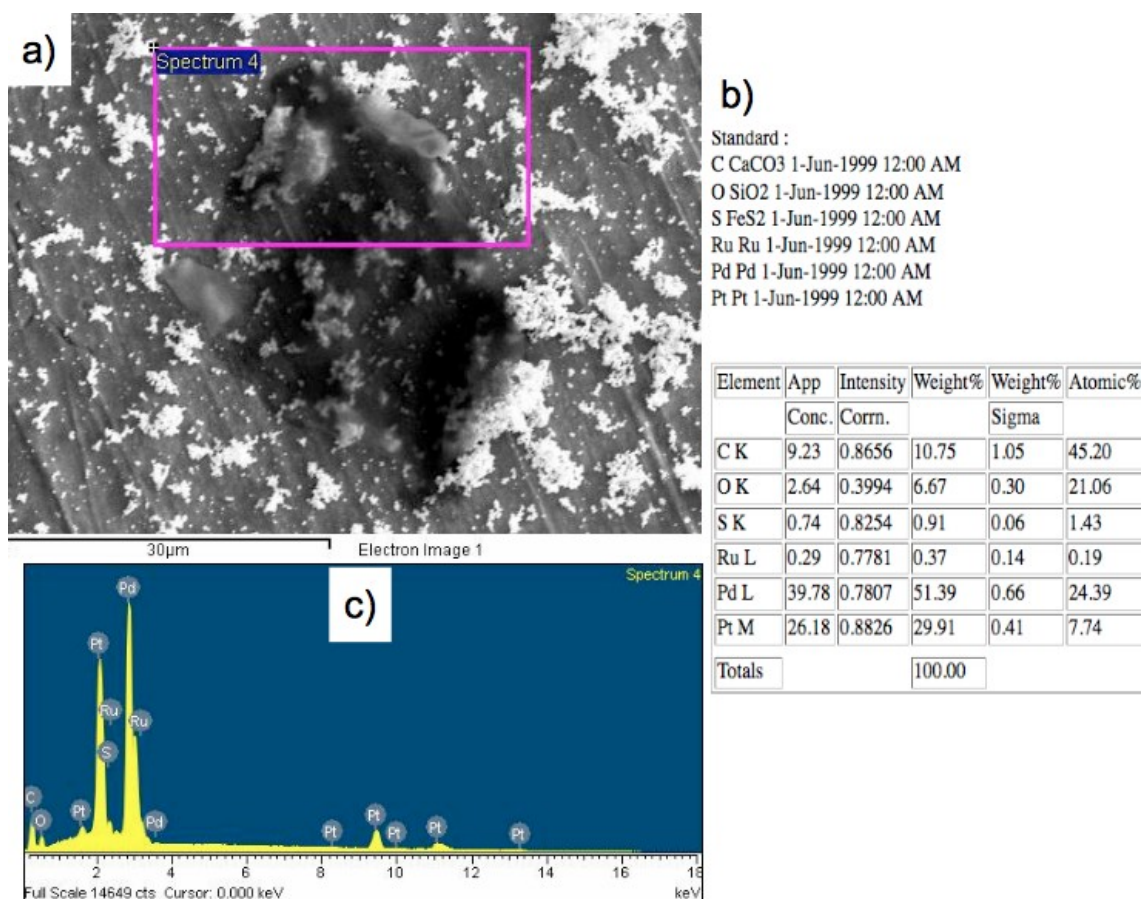 a)
Spectrum 4
30µm Electron Image 1
b)
Standard :
C CaCO3 1-Jun-1999 12:00 AM
O SiO2 1-Jun-1999 12:00 AM
S FeS2 1-Jun-1999 12:00 AM
Ru Ru 1-Jun-1999 12:00 AM
Pd Pd 1-Jun-1999 12:00 AM
Pt Pt 1-Jun-1999 12:00 AM
Element App Intensity Weight% Weight% Atomic%
Conc. Corrn. Sigma
C K 9.23 0.8656 10.75 1.05 45.20
O K 2.64 0.3994 6.67 0.30 21.06
S K 0.74 0.8254 0.91 0.06 1.43
Ru L 0.29 0.7781 0.37 0.14 0.19
Pd L 39.78 0.7807 51.39 0.66 24.39
Pt M 26.18 0.8826 29.91 0.41 7.74
Totals 100.00
c)
Spectrum 4
Pd
Pt
Ru
Ru
S
C
O
Pt
Pd
Pt
Pt
Pt
Pt
Pt
2 4 6 8 10 12 14 16 18
Full Scale 14649 cts Cursor: 0.000 keV keV